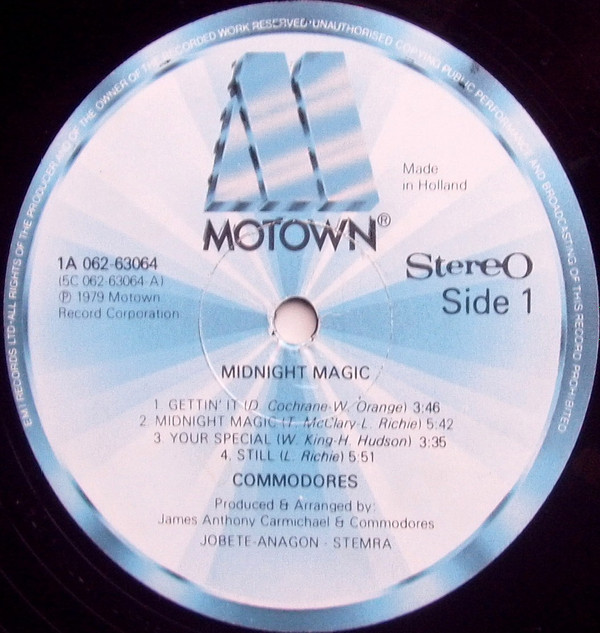 EMI RECORDS LTD·ALL RIGHTS OF THE PRODUCER AND OF THE OWNER OF THE RECORDED WORK RESERVED·UNAUTHORISED COPYING PUBLIC PERFORMANCE AND BROADCASTING OF THIS RECORD PROHIBITED
Made
in Holland
MOTOWN®
1A 062-63064
(5C 062-63064-A)
℗ 1979 Motown
Record Corporation
Stereo
Side 1
MIDNIGHT MAGIC
1. GETTIN' IT (D. Cochrane-W. Orange) 3:46
2. MIDNIGHT MAGIC (T. McClary-L. Richie) 5:42
3. YOUR SPECIAL (W. King-H. Hudson) 3:35
4. STILL (L. Richie) 5:51
COMMODORES
Produced & Arranged by:
James Anthony Carmichael & Commodores
JOBETE-ANAGON - STEMRA